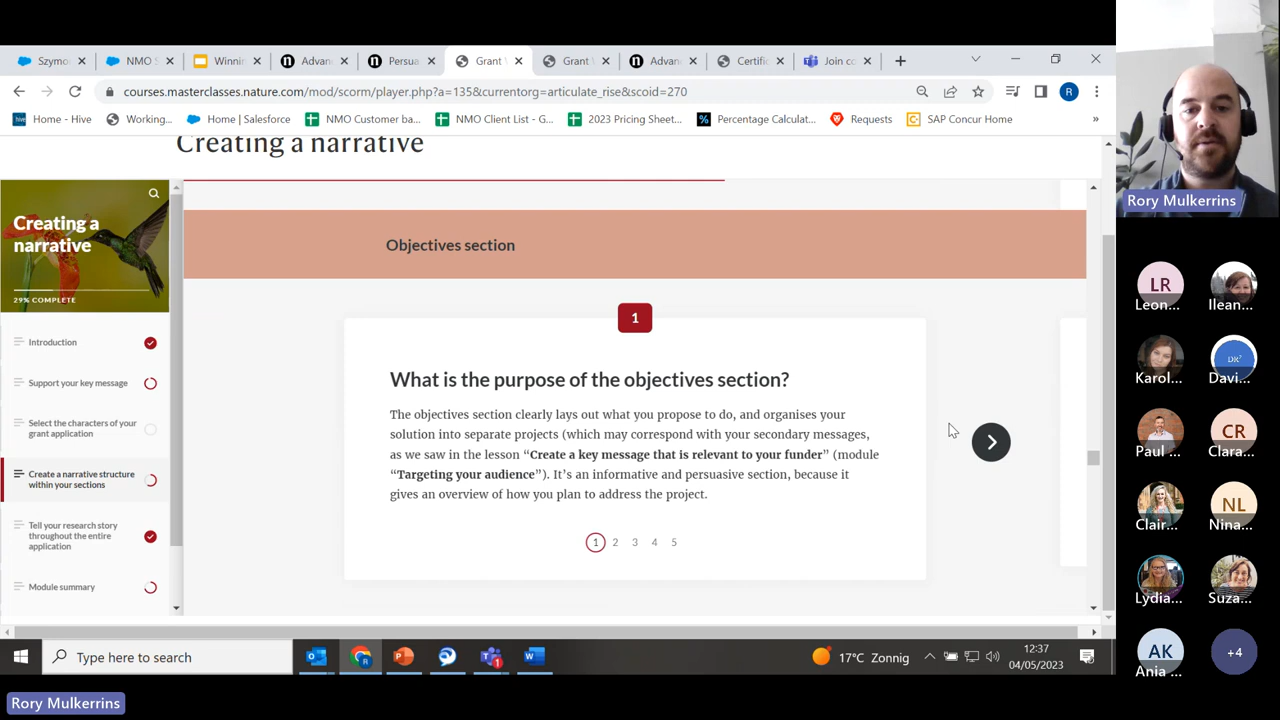 Szymo
NMO S
Winni
Advan
Persua
Grant W
Grant W
Advan
Certific
Join co
courses.masterclasses.nature.com/mod/scorm/player.php?a=135&currentorg=articulate_rise&scoid=270
R
Home - Hive
Working...
Home | Salesforce
NMO Customer ba...
NMO Client List - G...
2023 Pricing Sheet...
Percentage Calculat...
Requests
SAP Concur Home
»
Creating a narrative
Creating a
narrative
29% COMPLETE
Introduction
Support your key message
Select the characters of your
grant application
Create a narrative structure
within your sections
Tell your research story
throughout the entire
application
Module summary
Objectives section
1
What is the purpose of the objectives section?
The objectives section clearly lays out what you propose to do, and organises your
solution into separate projects (which may correspond with your secondary messages,
as we saw in the lesson “Create a key message that is relevant to your funder” (module
“Targeting your audience”). It’s an informative and persuasive section, because it
gives an overview of how you plan to address the project.
1 2 3 4 5
Type here to search
17°C Zonnig
12:37
04/05/2023
Rory Mulkerrins
Rory Mulkerrins
LR
Leon...
Ilean...
Karol...
Davi...
Paul ...
CR
Clara...
Clair...
NL
Nina...
Lydia...
Suza...
AK
Ania ...
+4